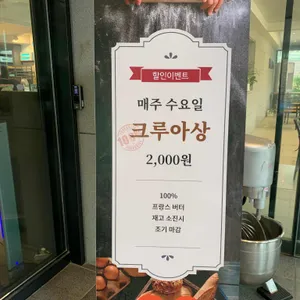 할인이벤트
매주 수요일
크루아상
2,000원
100%
프랑스 버터
재고 소진시
조기 마감